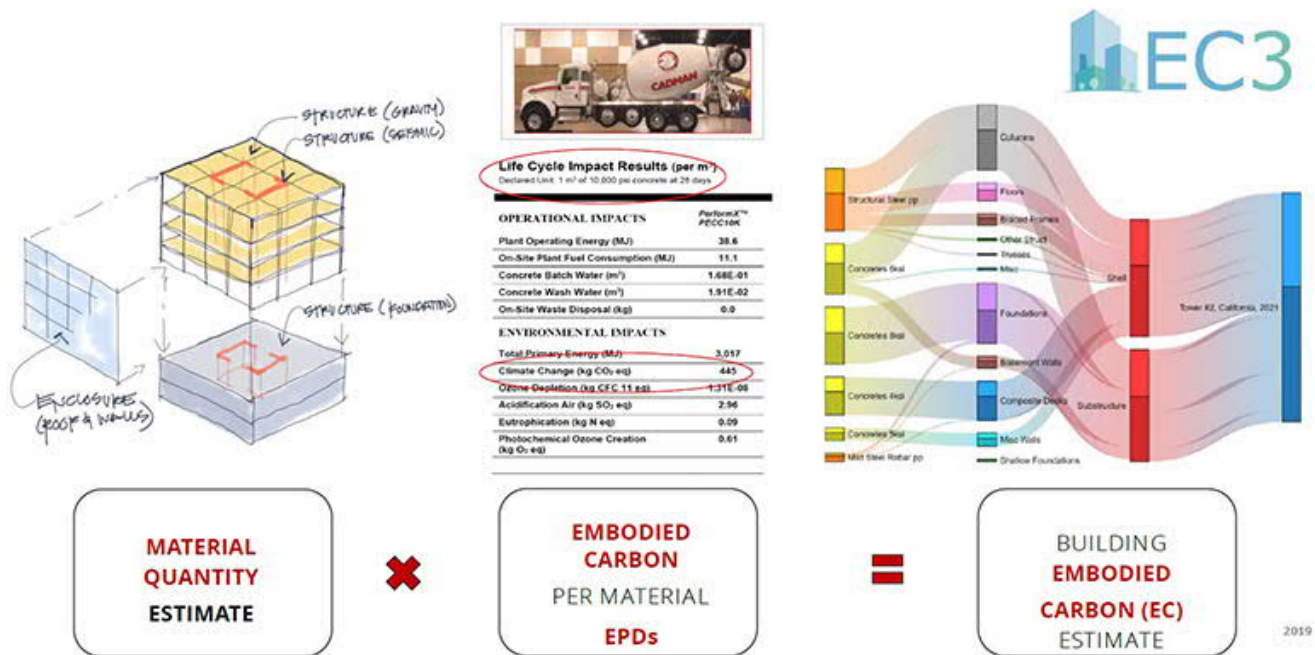 STRUCTURE (GRAVITY)
STRUCTURE (SEISMIC)
STRUCTURE (FOUNDATION)
ENCLOSURE
(ROOF & WALLS)
CADMAN
Life Cycle Impact Results (per m³)
Declared Unit: 1 m³ of 10,000 psi concrete at 28 days
OPERATIONAL IMPACTS PerformX™ PECC10K
Plant Operating Energy (MJ) 38.6
On-Site Plant Fuel Consumption (MJ) 11.1
Concrete Batch Water (m³) 1.68E-01
Concrete Wash Water (m³) 1.91E-02
On-Site Waste Disposal (kg) 0.0
ENVIRONMENTAL IMPACTS
Total Primary Energy (MJ) 3,017
Climate Change (kg CO₂ eq) 445
Ozone Depletion (kg CFC 11 eq) 1.31E-08
Acidification Air (kg SO₂ eq) 2.96
Eutrophication (kg N eq) 0.09
Photochemical Ozone Creation 0.61
(kg O₃ eq)
EC3
Structural Steel pp
Concretes 6ksi
Concretes 8ksi
Concretes 4ksi
Concretes 5ksi
Mild Steel Rebar pp
Columns
Floors
Braced Frames
Other Struct
Trusses
Misc
Foundations
Basement Walls
Composite Decks
Misc Walls
Shallow Foundations
Shell
Substructure
Tower #2, California, 2021
MATERIAL
QUANTITY
ESTIMATE
EMBODIED
CARBON
PER MATERIAL
EPDs
BUILDING
EMBODIED
CARBON (EC)
ESTIMATE
2019